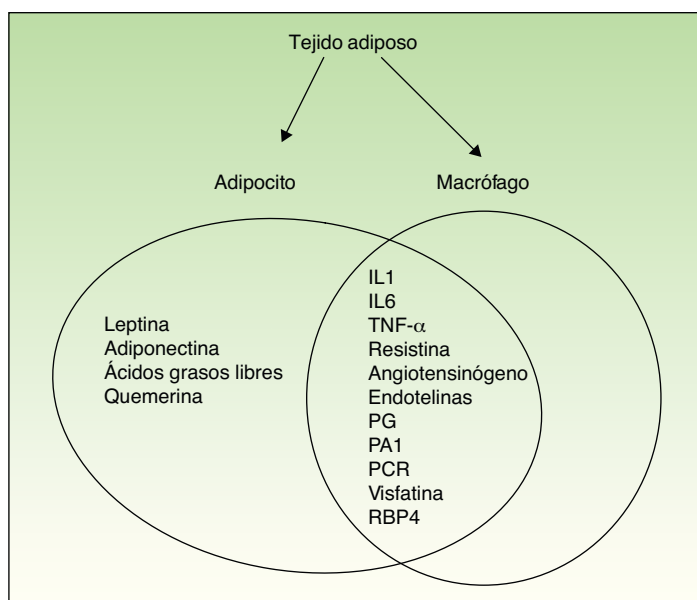 Tejido adiposo
Adipocito
Macrófago
Leptina
Adiponectina
Ácidos grasos libres
Quemerina
IL1
IL6
TNF-α
Resistina
Angiotensinógeno
Endotelinas
PG
PA1
PCR
Visfatina
RBP4